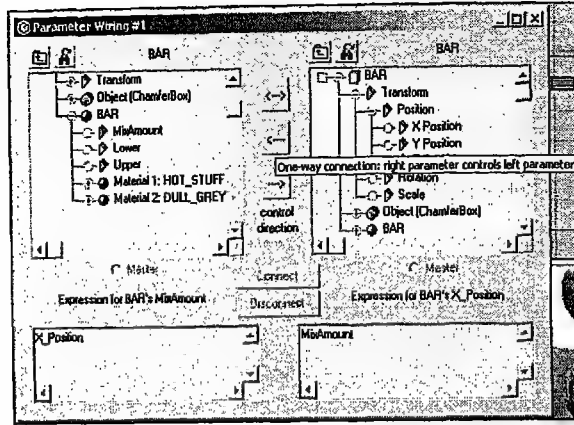 Parameter Wiring #1
BAR
Transform
Object (ChamferBox)
BAR
MixAmount
Lower
Upper
Material 1: HOT_STUFF
Material 2: DULL_GREY
control
direction
BAR
BAR
Transform
Position
X Position
Y Position
One-way connection: right parameter controls left parameter
Rotation
Scale
Object (ChamferBox)
BAR
Master
Connect
Master
Expression for BAR's MixAmount
Disconnect
Expression for BAR's X_Position
X_Position
MixAmount